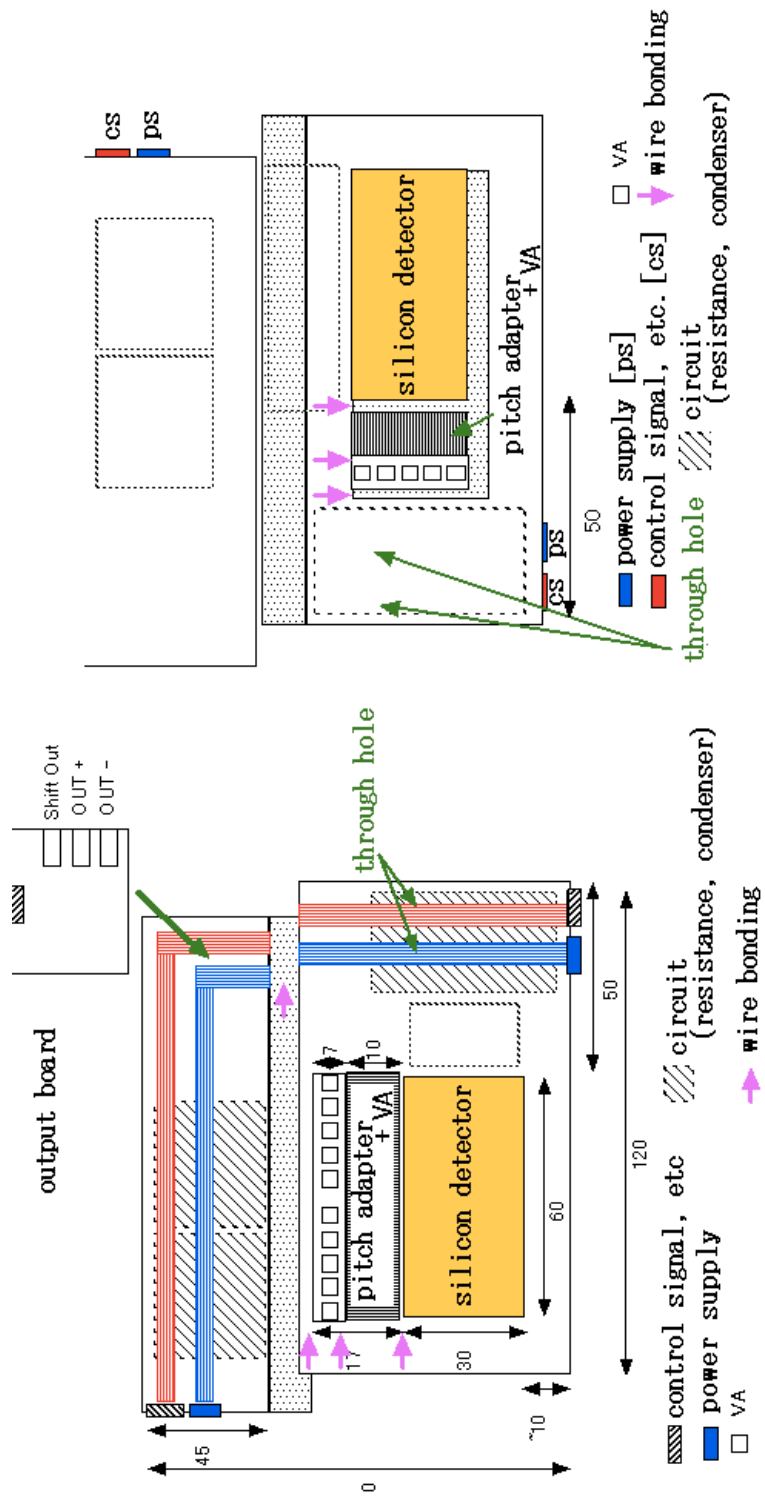 output board
Shift Out
OUT +
OUT -
45
0
through hole
7
10
pitch adapter
+ VA
silicon detector
17
30
~10
60
50
120
control signal, etc
power supply
VA
circuit
(resistance, condenser)
wire bonding
cs
ps
silicon detector
pitch adapter
+ VA
cs
ps
50
through hole
power supply [ps]
control signal, etc. [cs]
circuit
(resistance, condenser)
VA
wire bonding